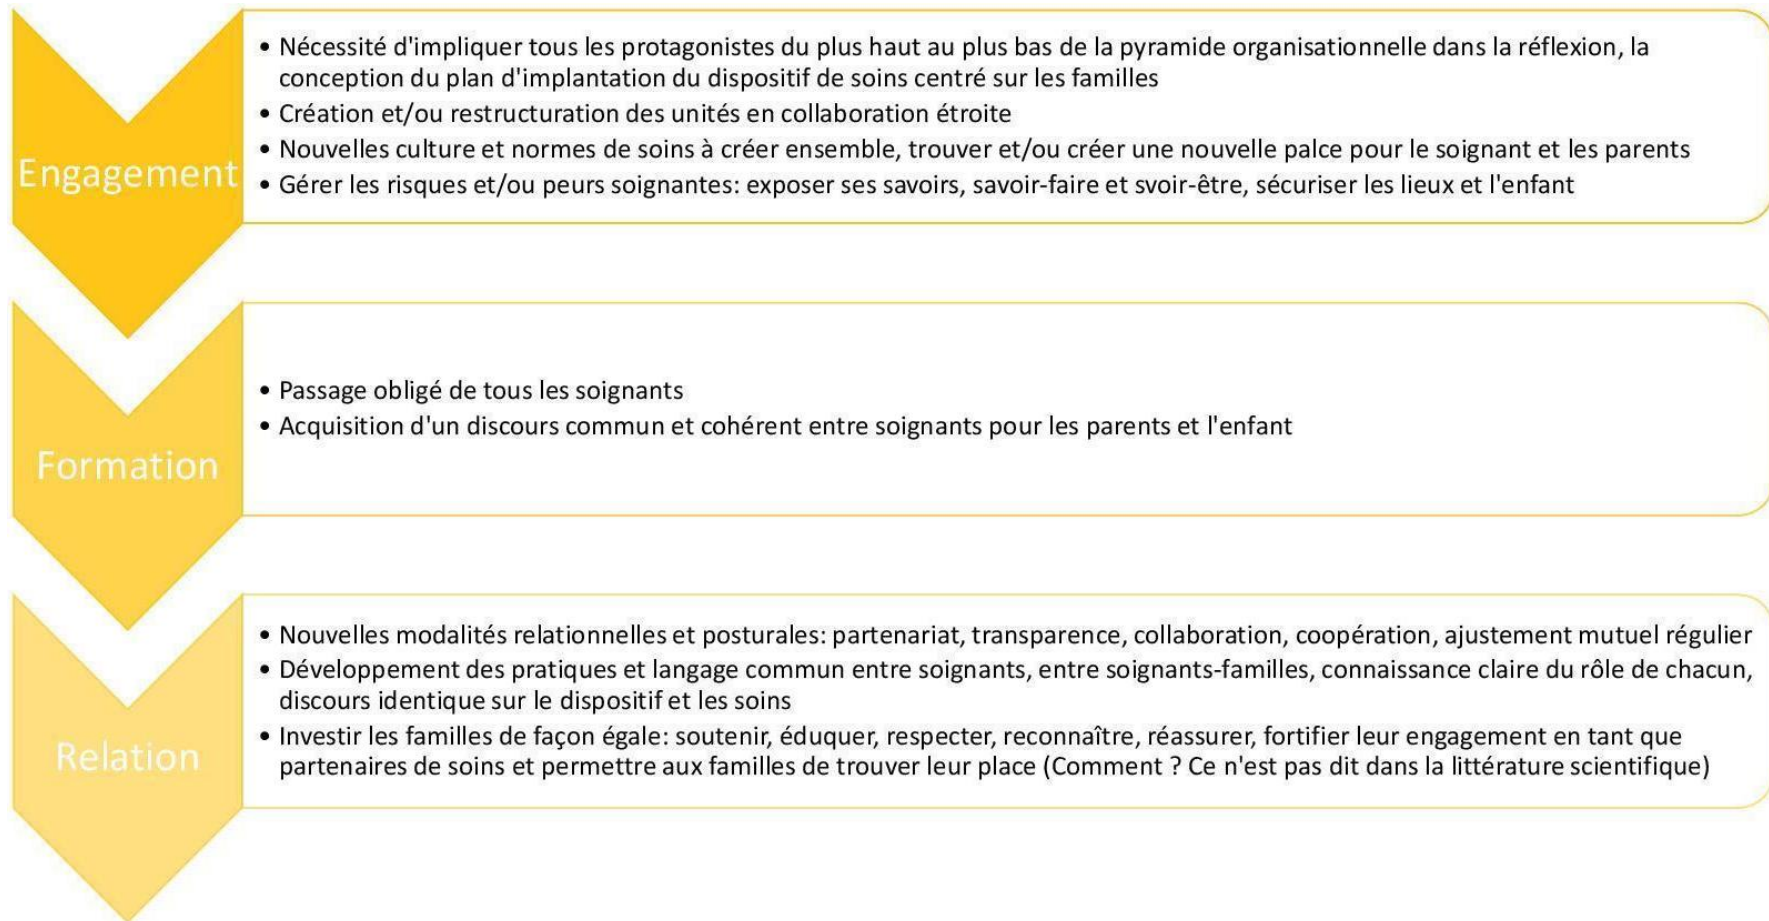 Engagement
• Nécessité d'impliquer tous les protagonistes du plus haut au plus bas de la pyramide organisationnelle dans la réflexion, la
conception du plan d'implantation du dispositif de soins centré sur les familles
• Création et/ou restructuration des unités en collaboration étroite
• Nouvelles culture et normes de soins à créer ensemble, trouver et/ou créer une nouvelle palce pour le soignant et les parents
• Gérer les risques et/ou peurs soignantes: exposer ses savoirs, savoir-faire et svoir-être, sécuriser les lieux et l'enfant
Formation
• Passage obligé de tous les soignants
• Acquisition d'un discours commun et cohérent entre soignants pour les parents et l'enfant
Relation
• Nouvelles modalités relationnelles et posturales: partenariat, transparence, collaboration, coopération, ajustement mutuel régulier
• Développement des pratiques et langage commun entre soignants, entre soignants-familles, connaissance claire du rôle de chacun,
discours identique sur le dispositif et les soins
• Investir les familles de façon égale: soutenir, éduquer, respecter, reconnaître, réassurer, fortifier leur engagement en tant que
partenaires de soins et permettre aux familles de trouver leur place (Comment ? Ce n'est pas dit dans la littérature scientifique)